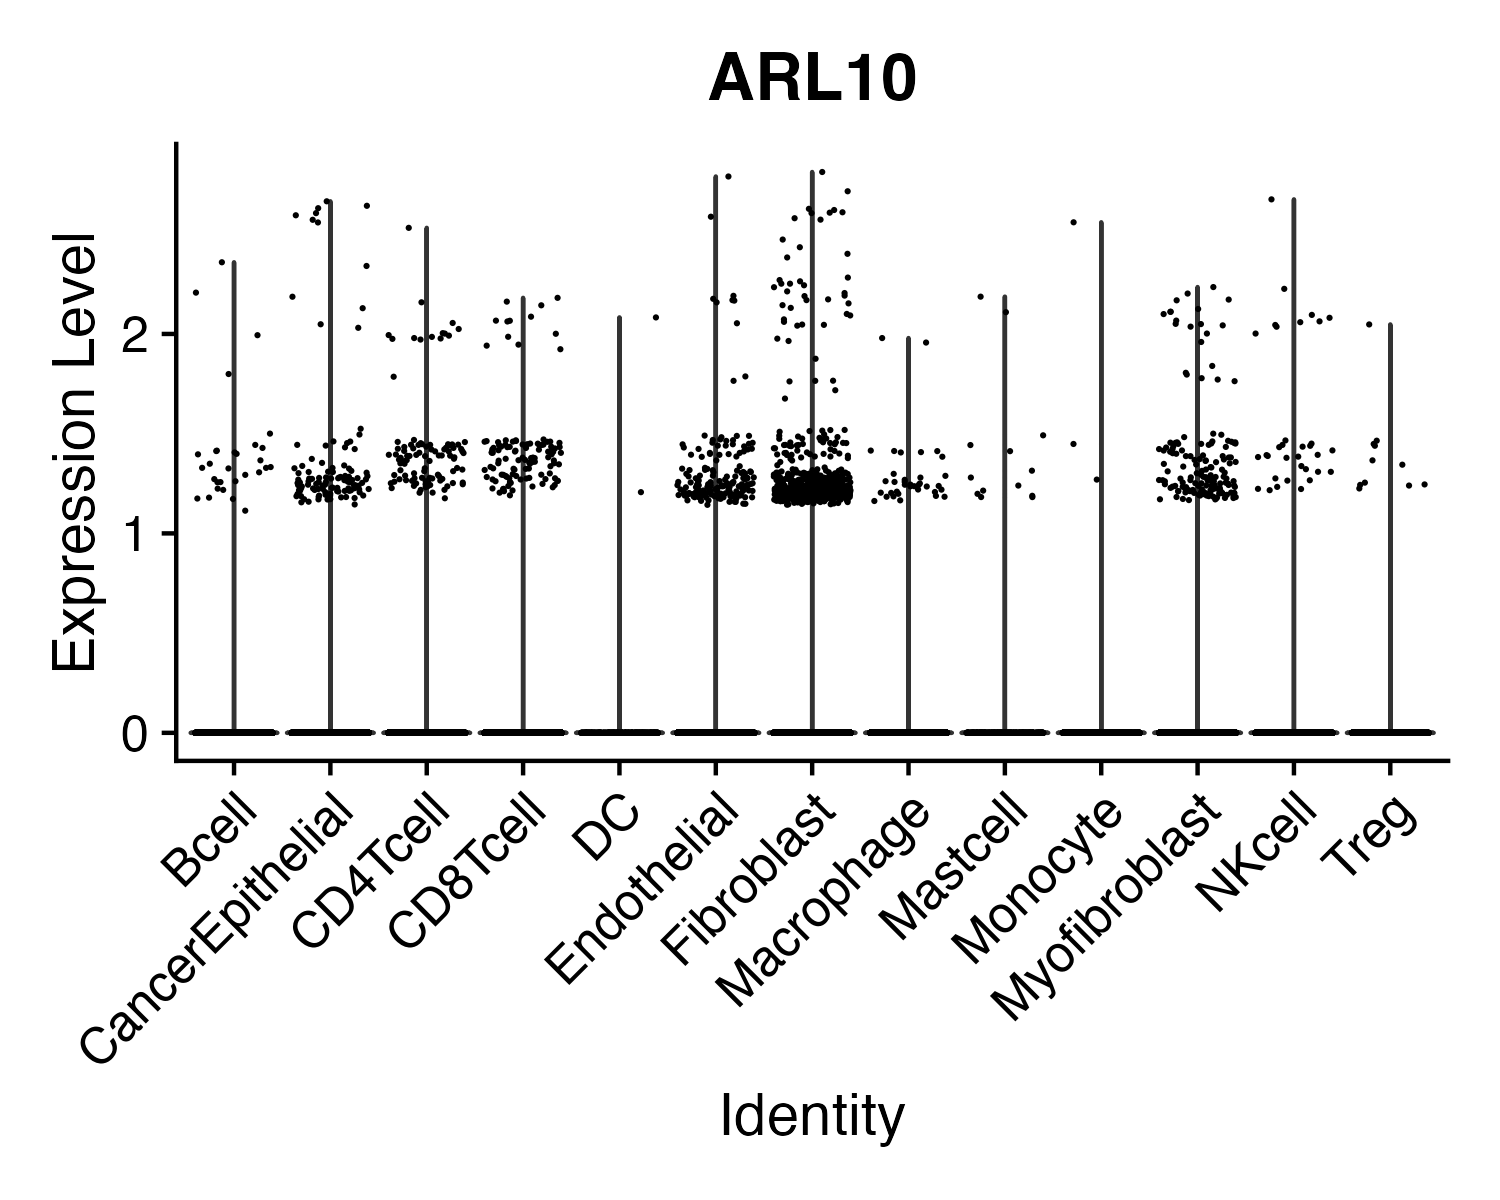 ARL10
Expression Level
2
1
0
Bcell
CancerEpithelial
CD4Tcell
CD8Tcell
DC
Endothelial
Fibroblast
Macrophage
Mastcell
Monocyte
Myofibroblast
NKcell
Treg
Identity